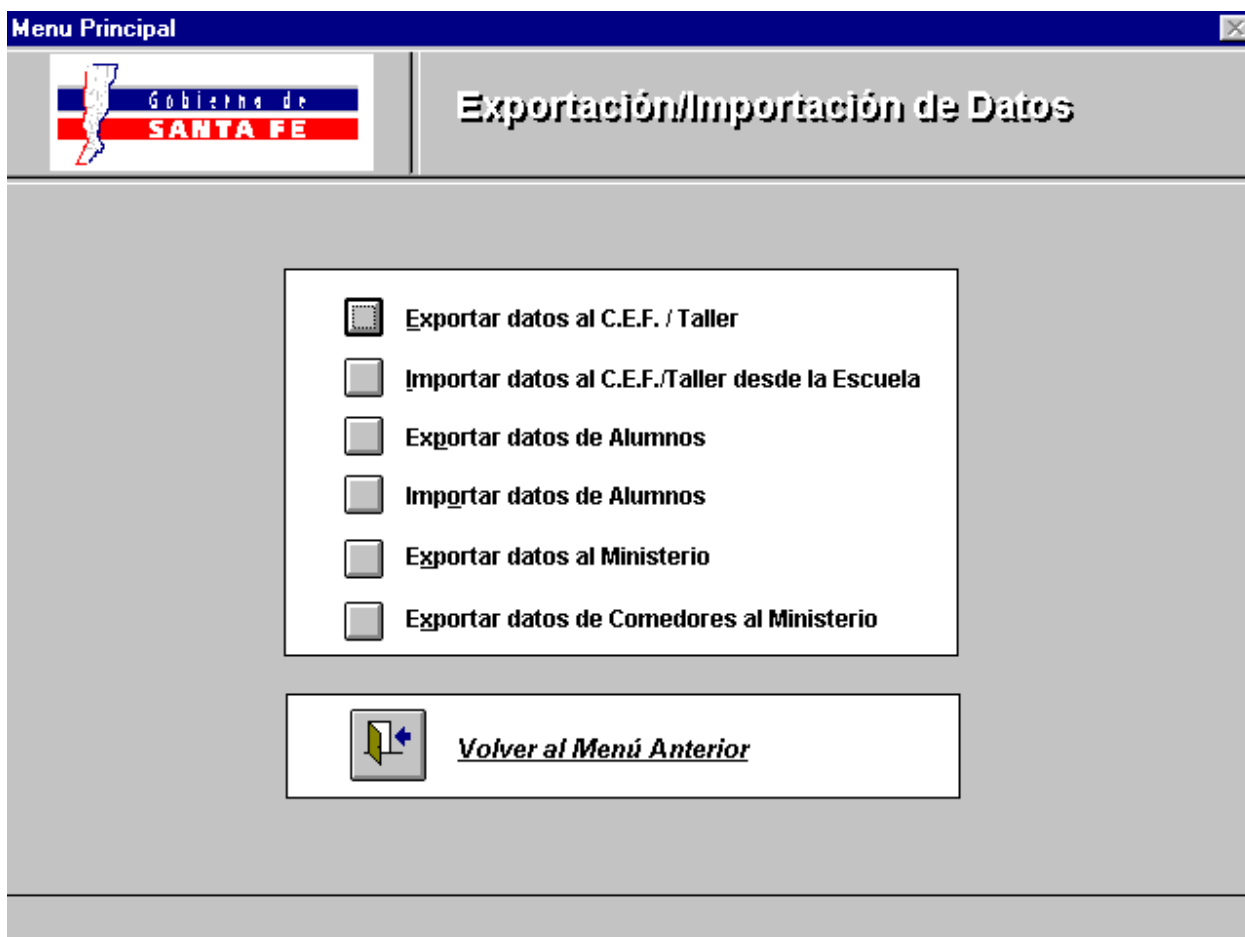 Menu Principal
Gobierno de
SANTA FE
Exportación/Importación de Datos
Exportar datos al C.E.F. / Taller
Importar datos al C.E.F./Taller desde la Escuela
Exportar datos de Alumnos
Importar datos de Alumnos
Exportar datos al Ministerio
Exportar datos de Comedores al Ministerio
Volver al Menú Anterior